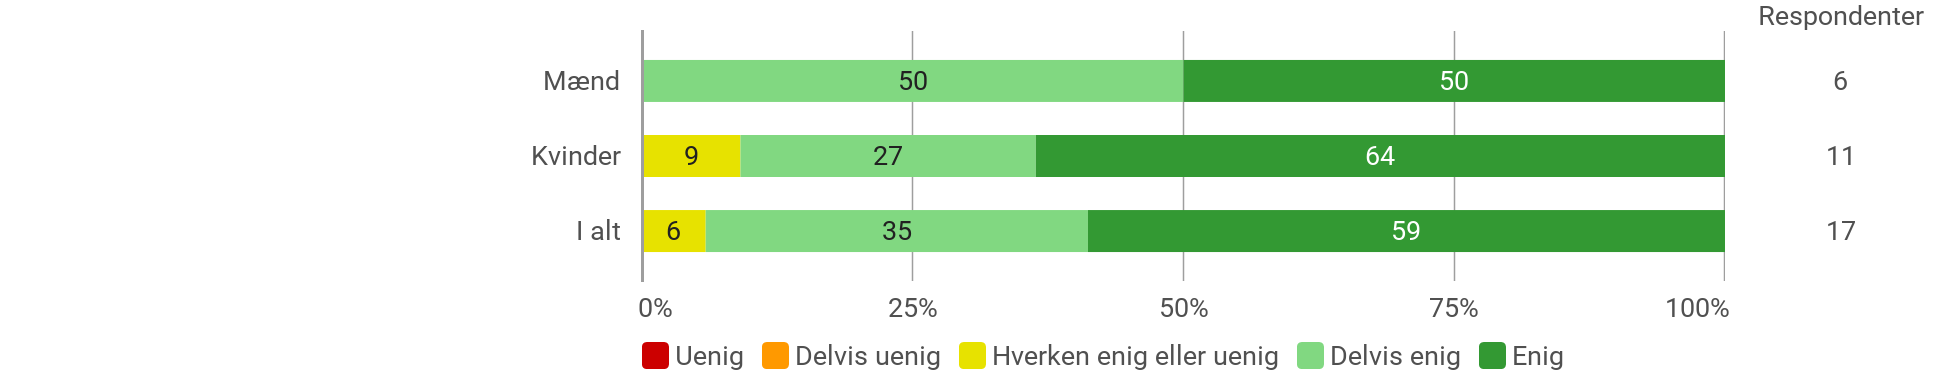 Respondenter
Mænd 50 50 6
Kvinder 9 27 64 11
I alt 6 35 59 17
0% 25% 50% 75% 100%
Uenig Delvis uenig Hverken enig eller uenig Delvis enig Enig